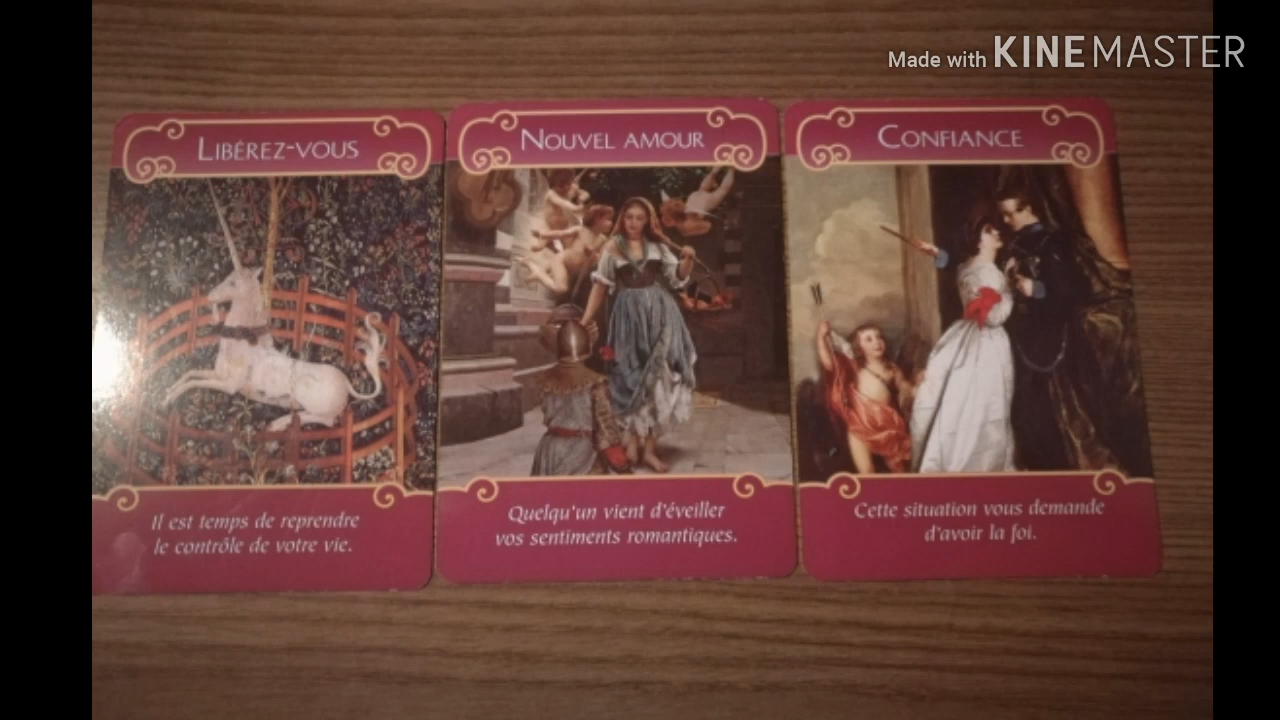 Made with KINEMASTER
LIBÉREZ-VOUS
Il est temps de reprendre
le contrôle de votre vie.
NOUVEL AMOUR
Quelqu'un vient d'éveiller
vos sentiments romantiques.
CONFIANCE
Cette situation vous demande
d'avoir la foi.